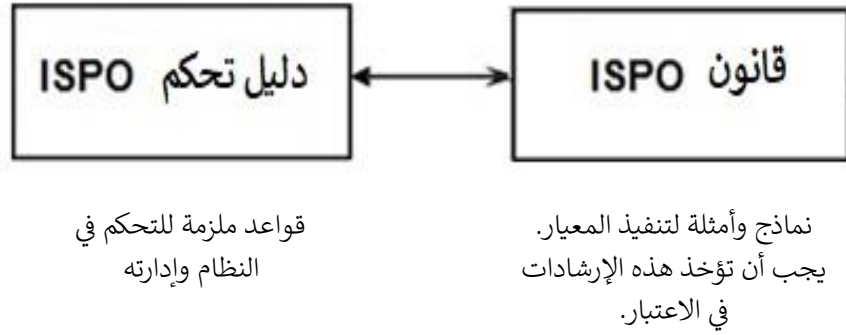 قانون ISPO
دليل تحكم ISPO
نماذج وأمثلة لتنفيذ المعيار.
يجب أن تؤخذ هذه الإرشادات
في الاعتبار.
قواعد ملزمة للتحكم في
النظام وإدارته